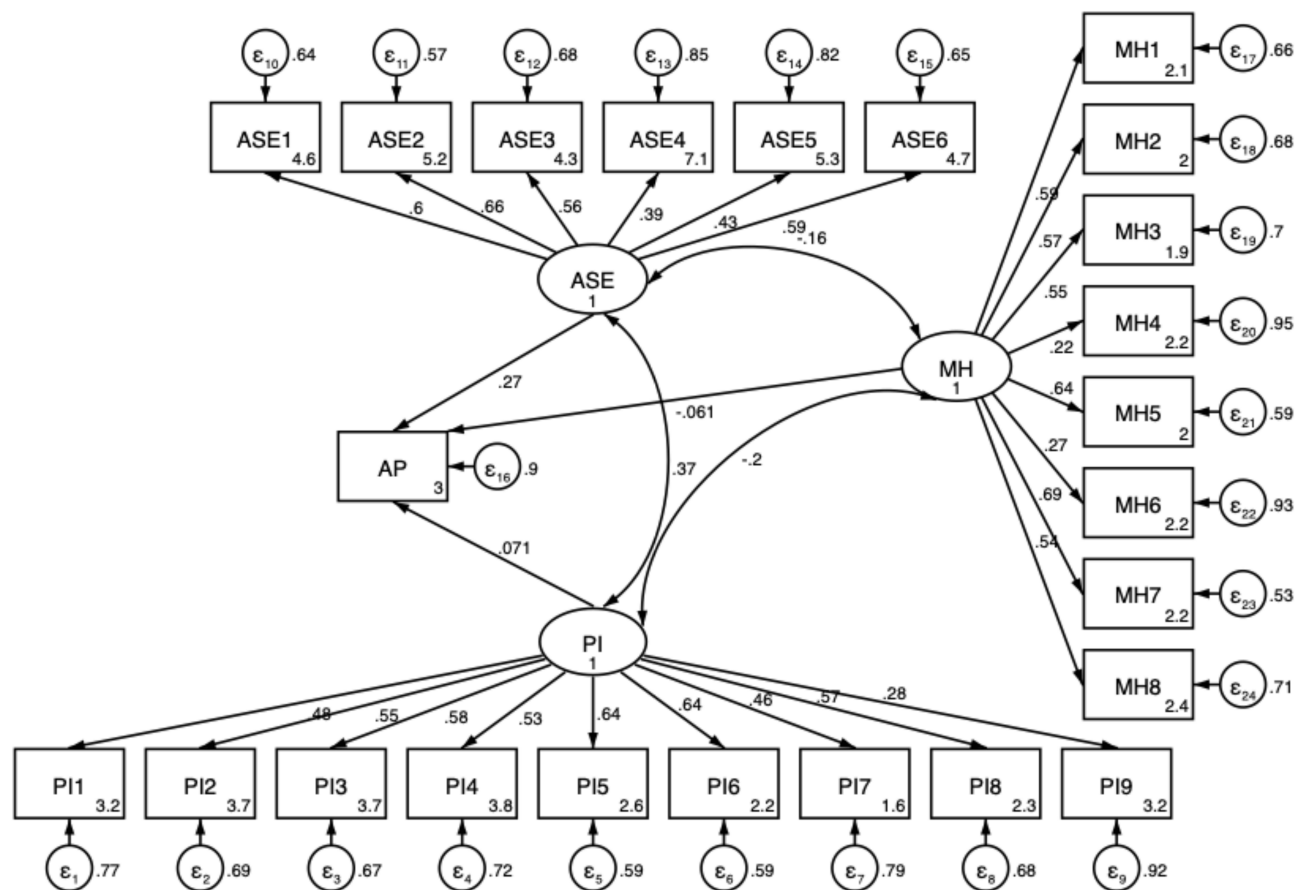 ε10 .64 ε11 .57 ε12 .68 ε13 .85 ε14 .82 ε15 .65
ASE1 4.6 ASE2 5.2 ASE3 4.3 ASE4 7.1 ASE5 5.3 ASE6 4.7
.6 .66 .56 .39 .43 .59
-.16
ASE 1
MH1 2.1 ε17 .66
MH2 2 ε18 .68
MH3 1.9 ε19 .7
MH4 2.2 ε20 .95
MH5 2 ε21 .59
MH6 2.2 ε22 .93
MH7 2.2 ε23 .53
MH8 2.4 ε24 .71
.59
.57
.55
.22
.64
.27
.69
.54
MH 1
.27
-.061
AP 3 ε16 .9
.37
-.2
.071
PI 1
.48 .55 .58 .53 .64 .64 .46 .57 .28
PI1 3.2 PI2 3.7 PI3 3.7 PI4 3.8 PI5 2.6 PI6 2.2 PI7 1.6 PI8 2.3 PI9 3.2
ε1 .77 ε2 .69 ε3 .67 ε4 .72 ε5 .59 ε6 .59 ε7 .79 ε8 .68 ε9 .92